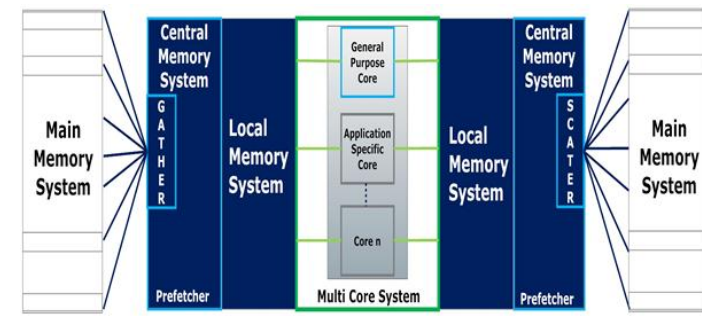 Main
Memory
System
Central
Memory
System
G
A
T
H
E
R
Prefetcher
Local
Memory
System
General
Purpose
Core
Application
Specific
Core
Core n
Multi Core System
Local
Memory
System
Central
Memory
System
S
C
A
T
E
R
Prefetcher
Main
Memory
System